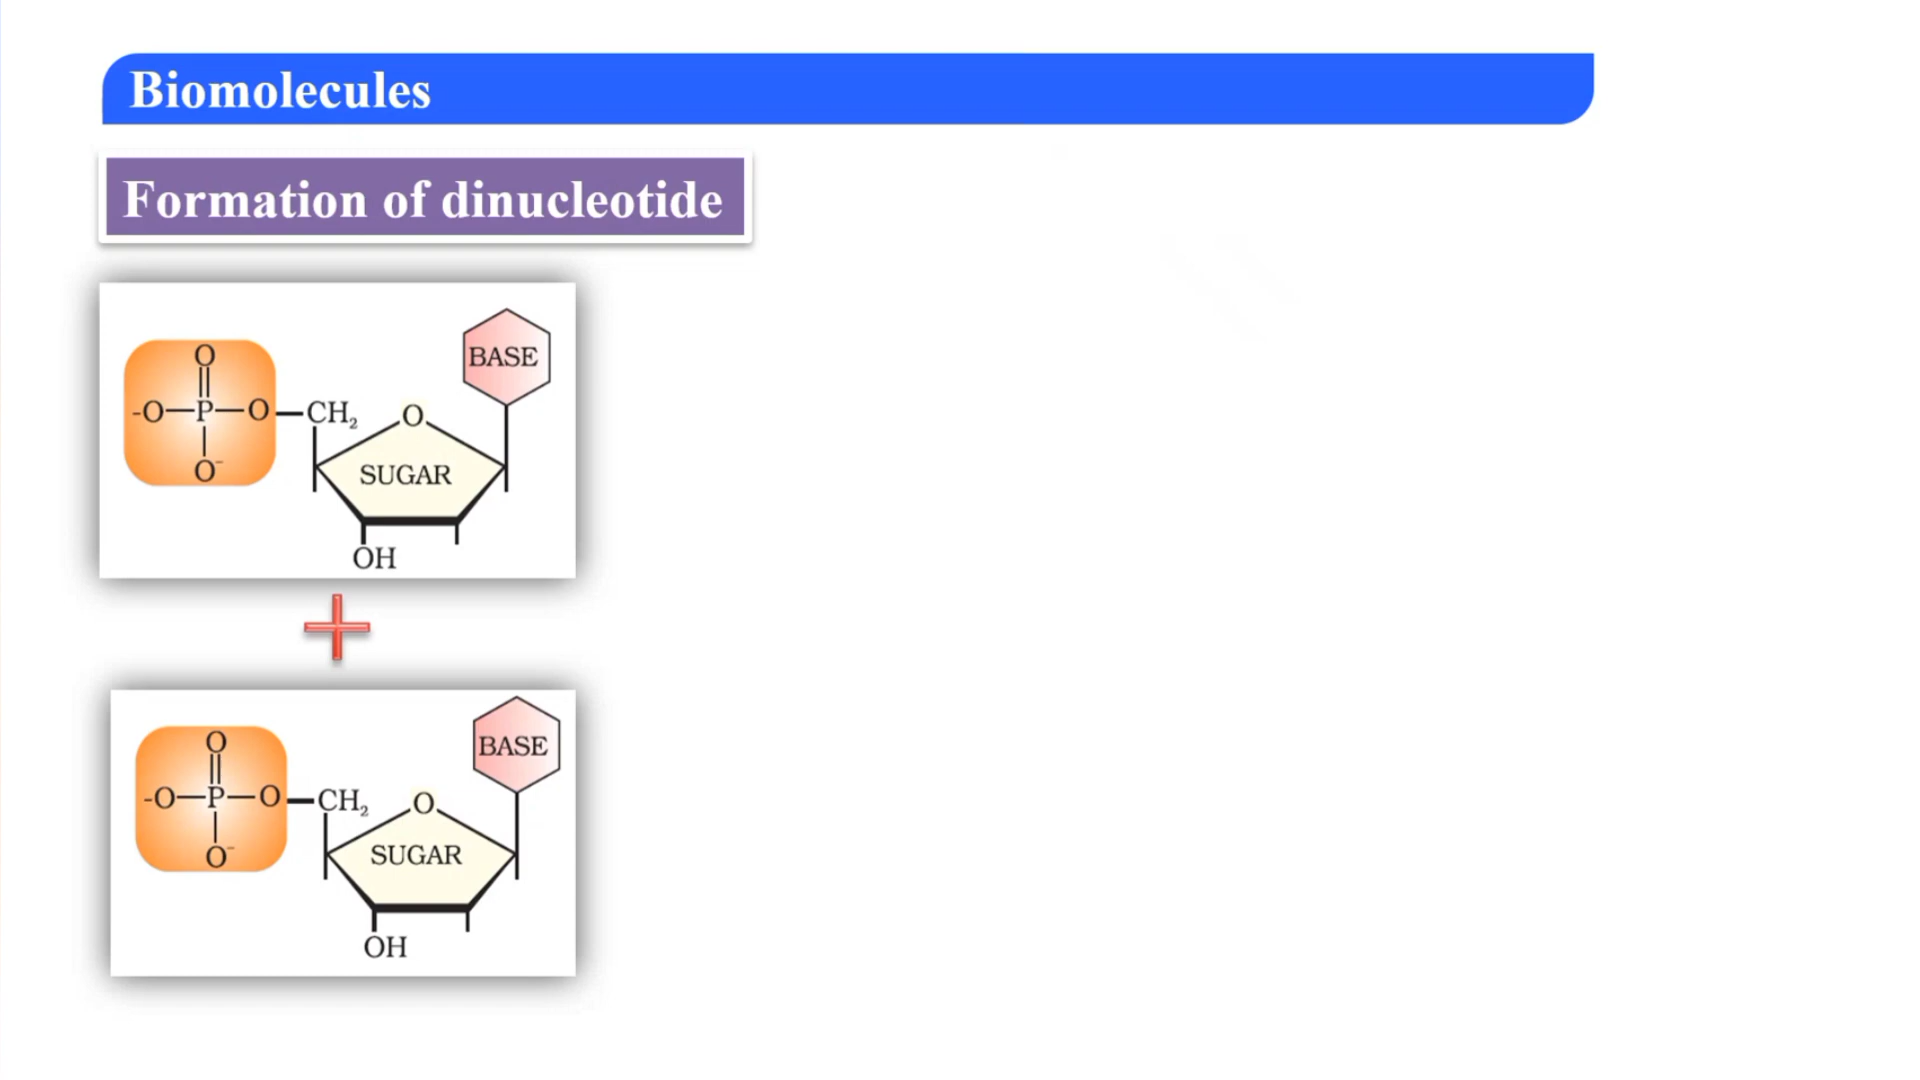 Biomolecules
Formation of dinucleotide
BASE
O
-O—P—O—CH₂
O
O⁻
SUGAR
OH
+
BASE
O
-O—P—O—CH₂
O
O⁻
SUGAR
OH